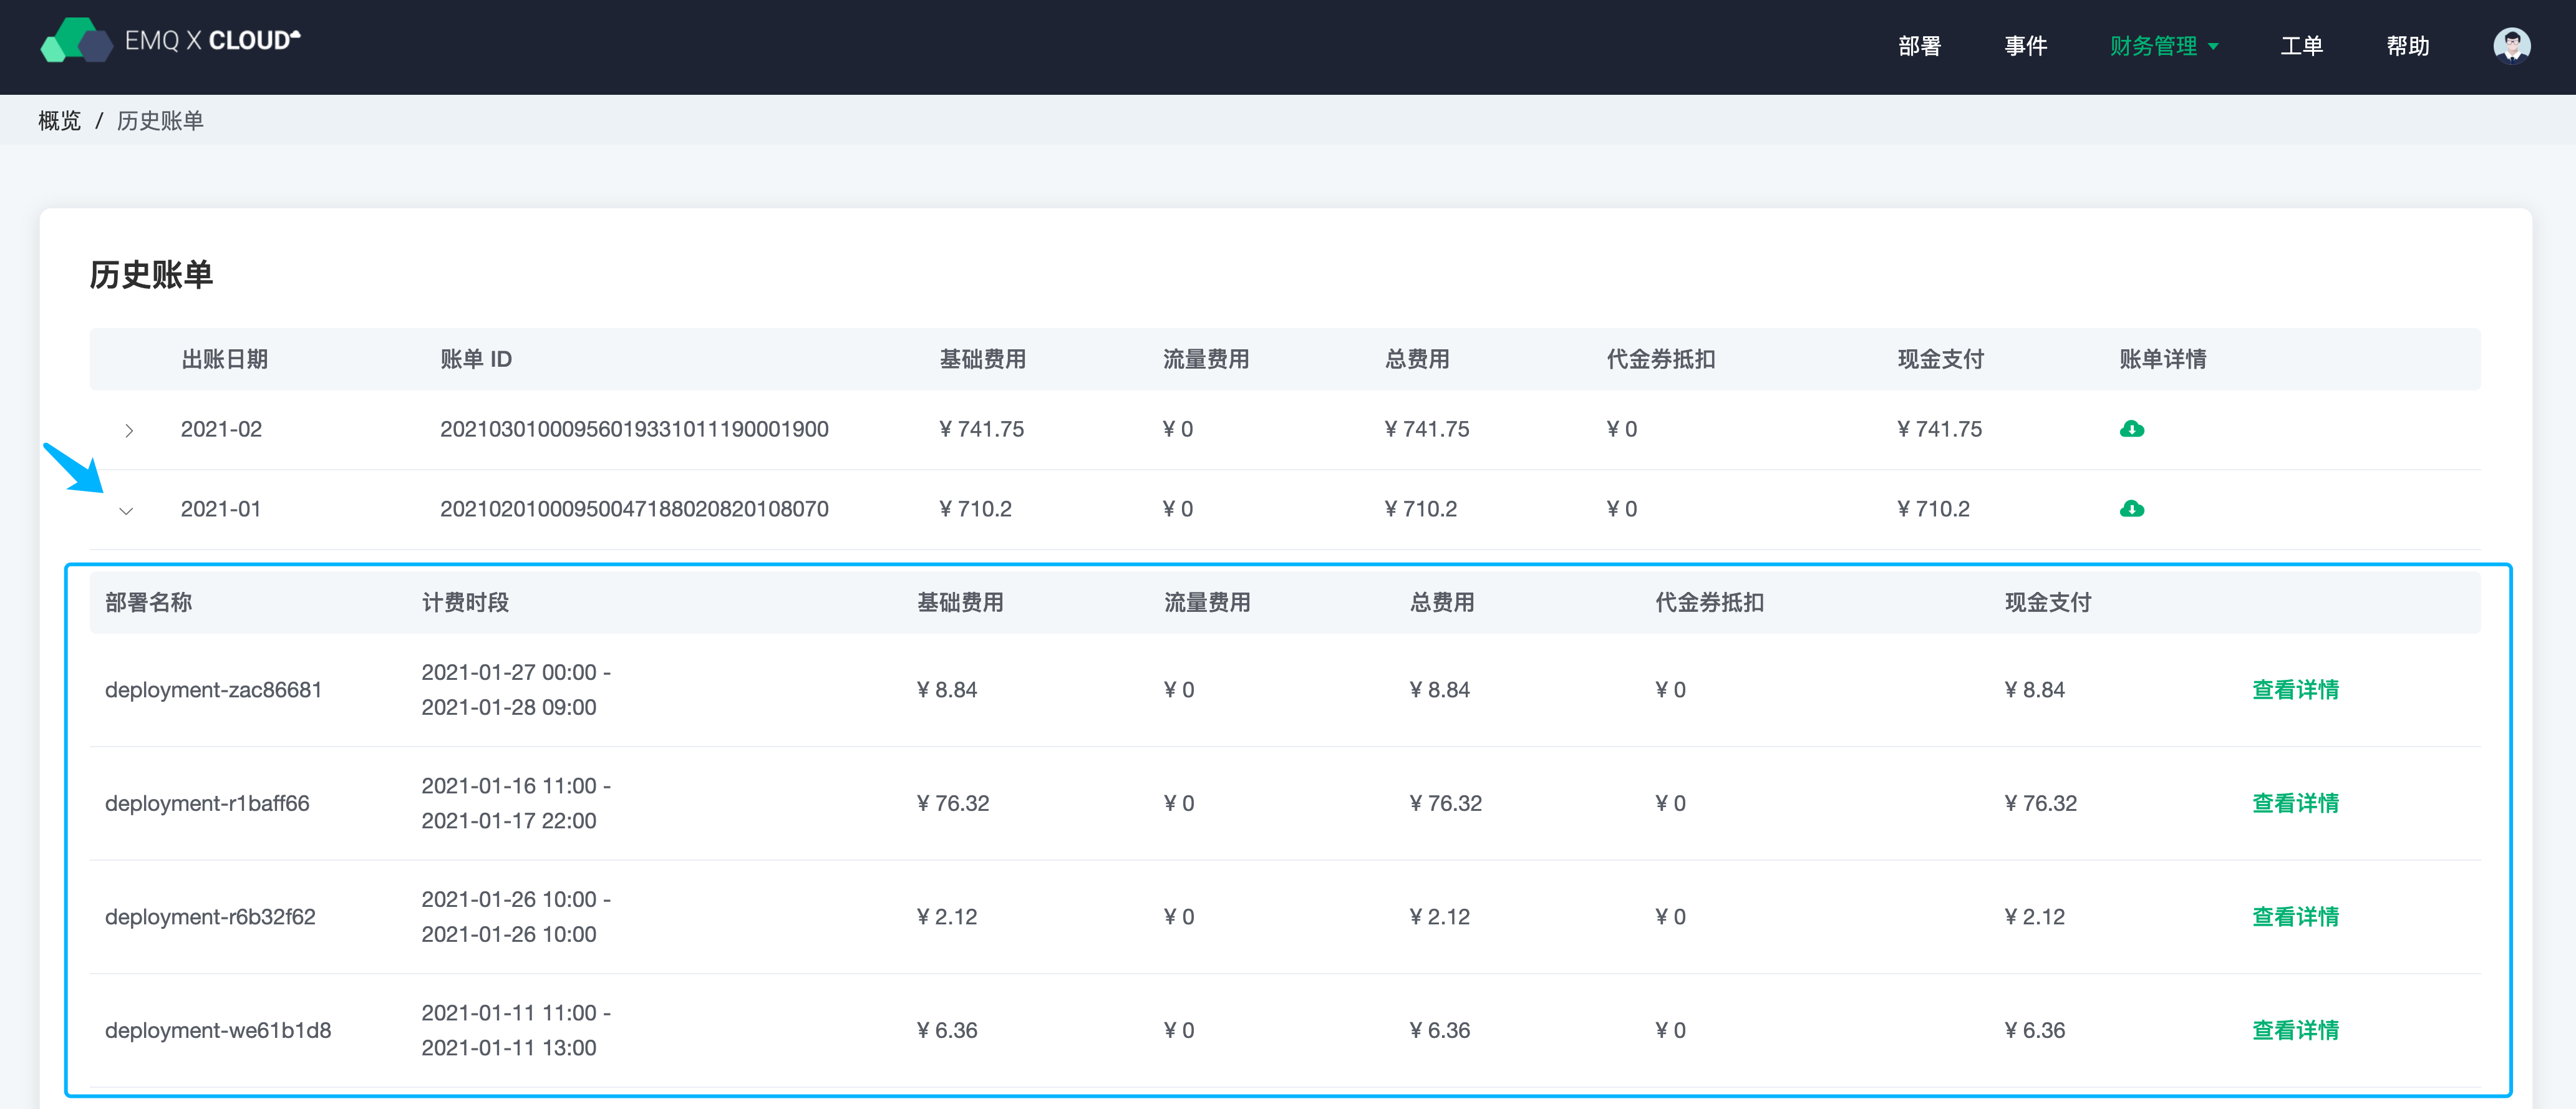 EMQ X CLOUD
部署 事件 财务管理 工单 帮助
概览 / 历史账单
历史账单
出账日期 账单 ID 基础费用 流量费用 总费用 代金券抵扣 现金支付 账单详情
2021-02 20210301000956019331011190001900 ¥ 741.75 ¥ 0 ¥ 741.75 ¥ 0 ¥ 741.75
2021-01 20210201000950047188020820108070 ¥ 710.2 ¥ 0 ¥ 710.2 ¥ 0 ¥ 710.2
部署名称 计费时段 基础费用 流量费用 总费用 代金券抵扣 现金支付
deployment-zac86681 2021-01-27 00:00 - ¥ 8.84 ¥ 0 ¥ 8.84 ¥ 0 ¥ 8.84 查看详情
2021-01-28 09:00
deployment-r1baff66 2021-01-16 11:00 - ¥ 76.32 ¥ 0 ¥ 76.32 ¥ 0 ¥ 76.32 查看详情
2021-01-17 22:00
deployment-r6b32f62 2021-01-26 10:00 - ¥ 2.12 ¥ 0 ¥ 2.12 ¥ 0 ¥ 2.12 查看详情
2021-01-26 10:00
deployment-we61b1d8 2021-01-11 11:00 - ¥ 6.36 ¥ 0 ¥ 6.36 ¥ 0 ¥ 6.36 查看详情
2021-01-11 13:00